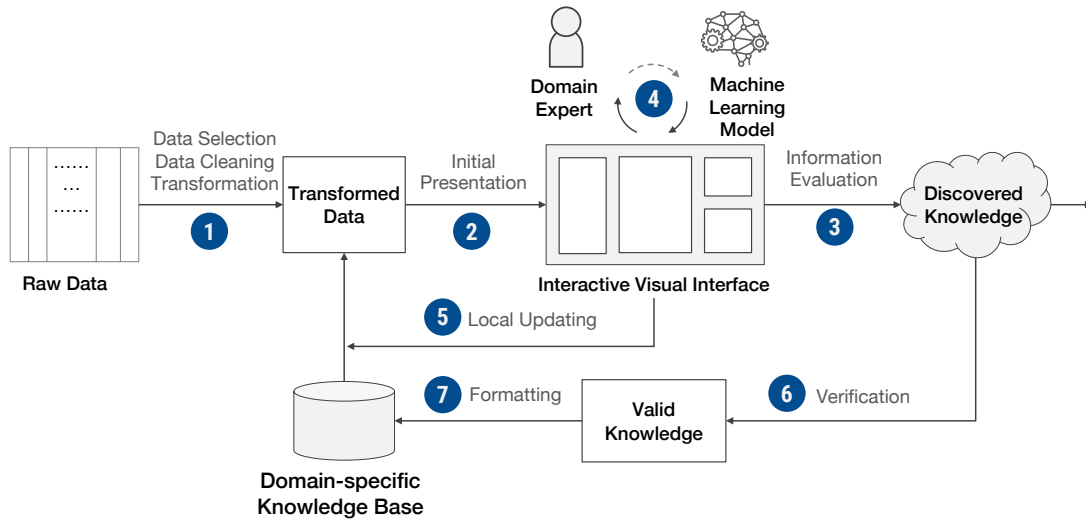 Domain
Expert
4
Machine
Learning
Model
Data Selection
Data Cleaning
Transformation
......
...
......
1
Raw Data
Transformed
Data
Initial
Presentation
2
Interactive Visual Interface
Information
Evaluation
3
Discovered
Knowledge
5 Local Updating
6 Verification
Valid
Knowledge
7 Formatting
Domain-specific
Knowledge Base